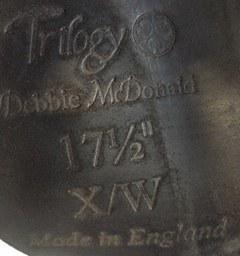 Trilogy
Debbie McDonald
17½"
X/W
Made in England